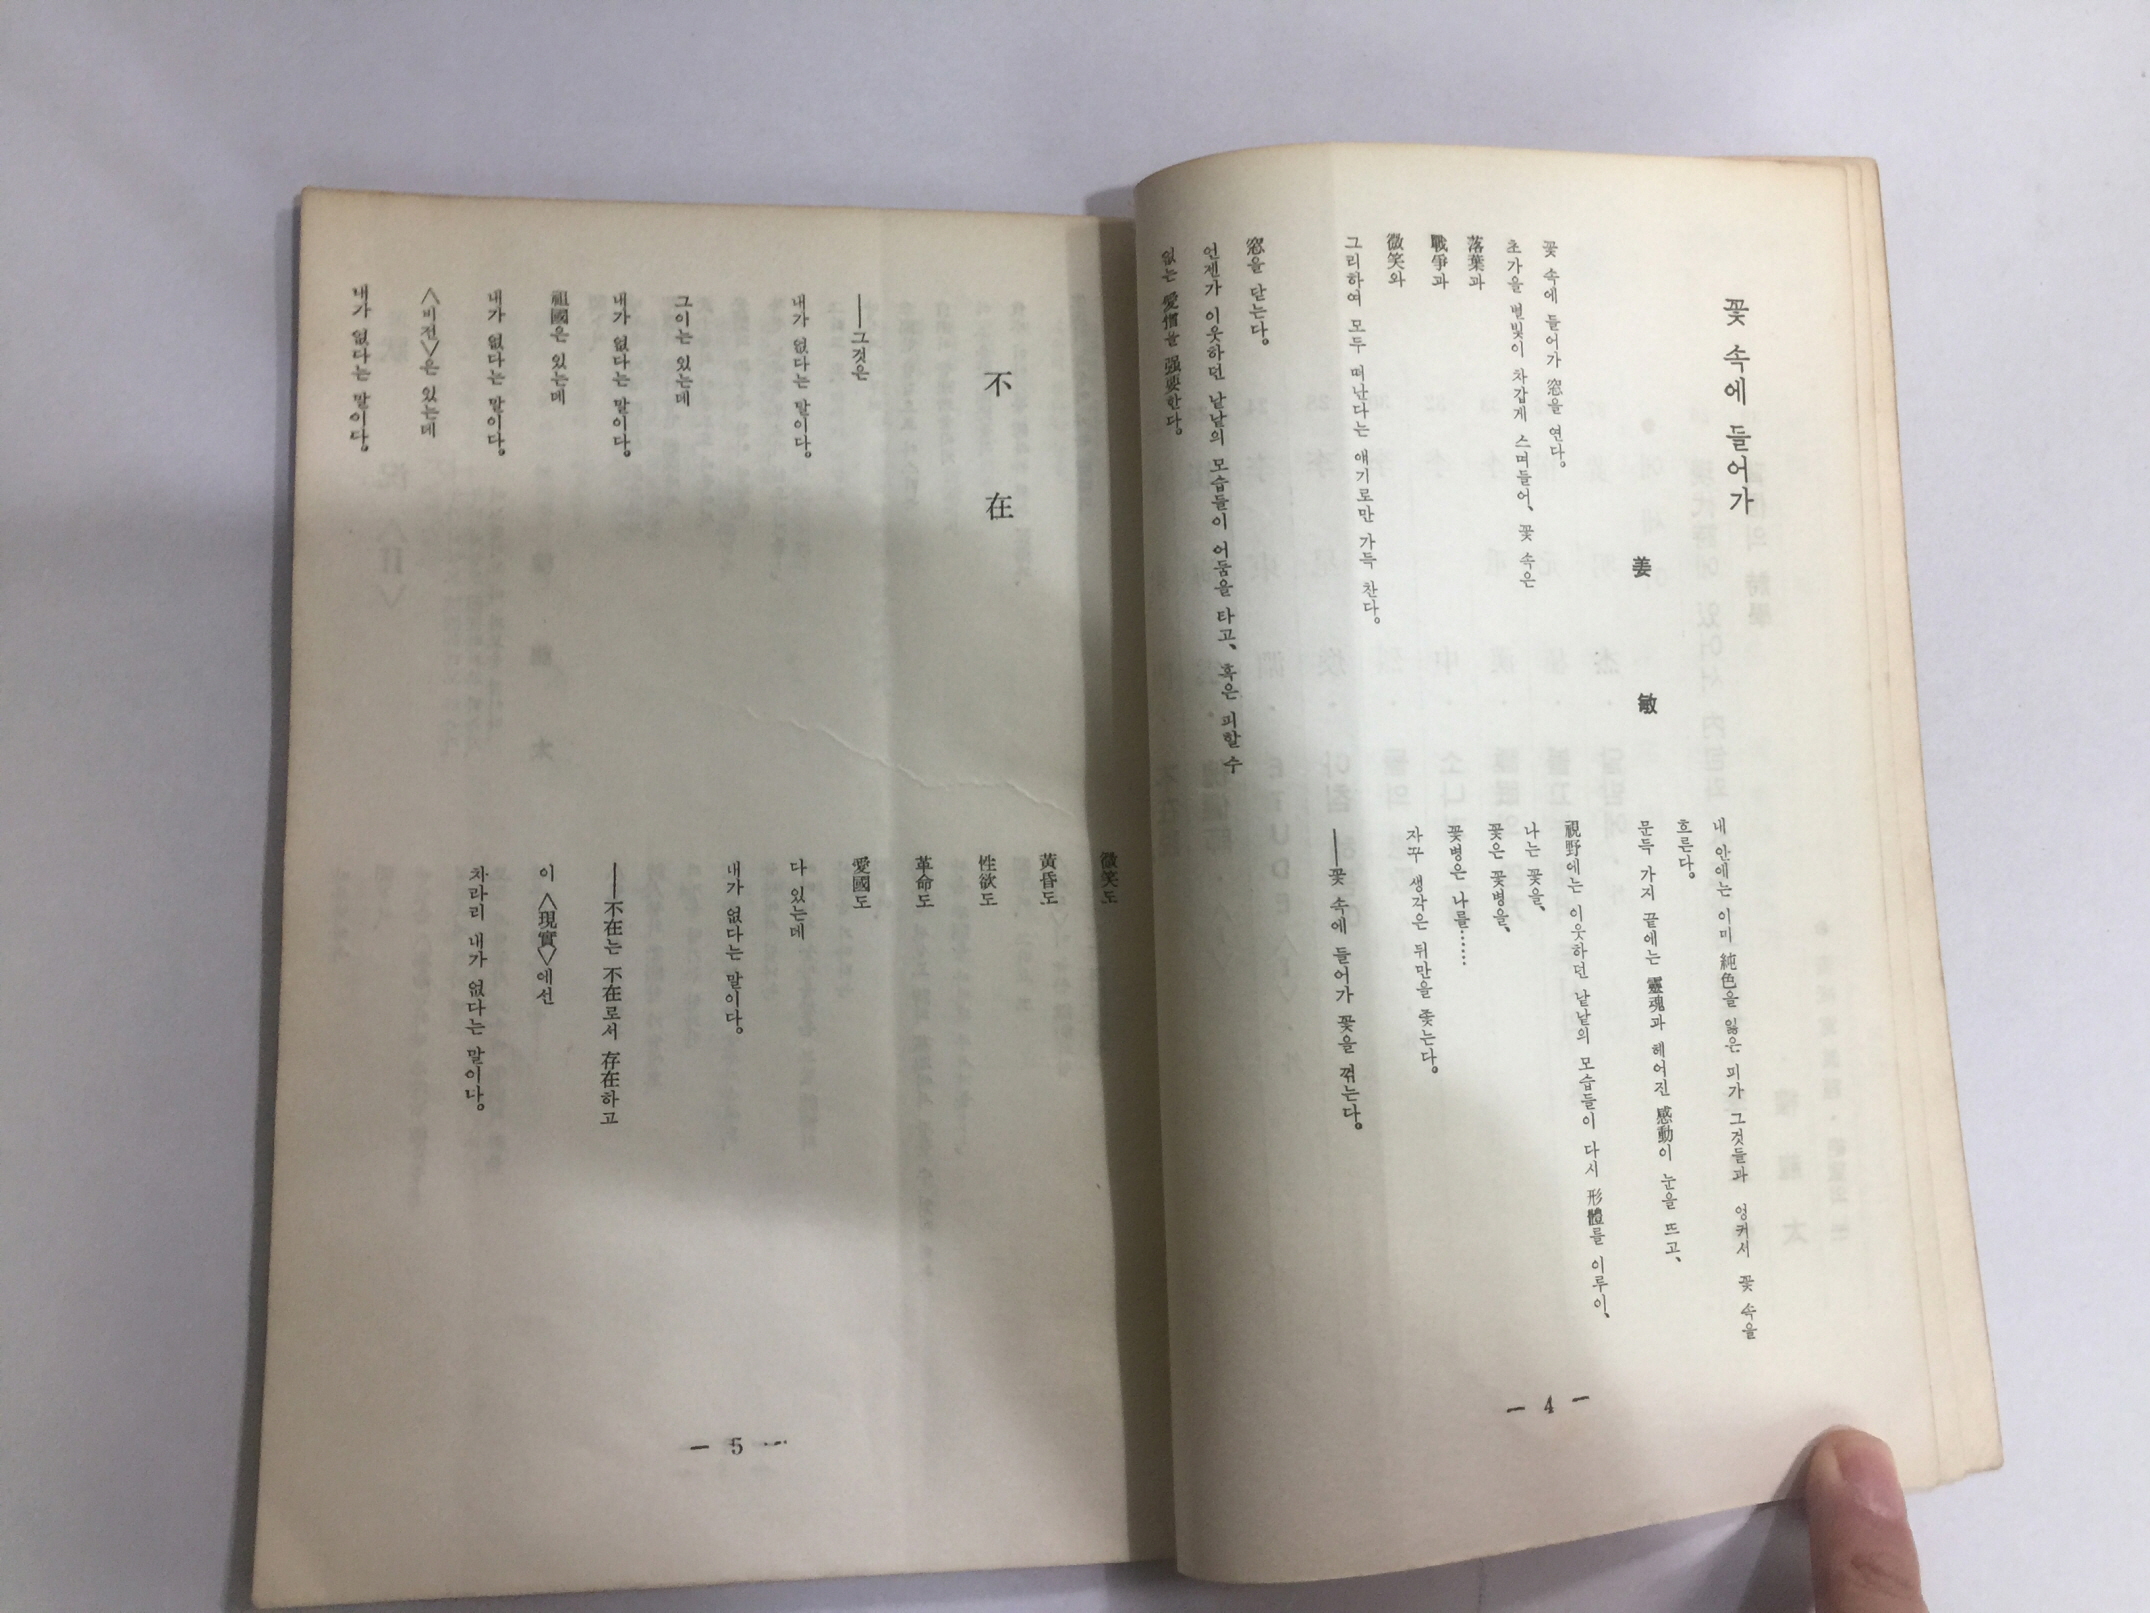 꽃 속에 들어가
姜 敏
꽃 속에 들어가 窓을 연다。
초가을 별빛이 차갑게 스며들어、꽃 속은
落葉과
戰爭과
微笑와
그리하여 모두 떠난다는 얘기로만 가득 찬다。
窓을 닫는다。
언젠가 이웃하던 낱낱의 모습들이 어둠을 타고、혹은 피할 수
없는 愛憎을 强要한다。
내 안에는 이미 純色을 잃은 피가 그것들과 엉켜서 꽃 속을
흐른다。
문득 가지 끝에는 靈魂과 헤어진 感動이 눈을 뜨고、
視野에는 이웃하던 낱낱의 모습들이 다시 形體를 이루이、
나는 꽃을、
꽃은 꽃병을、
꽃병은 나를……
자꾸 생각은 뒤만을 좇는다。
──꽃 속에 들어가 꽃을 꺾는다。
— 4 —
不 在
──그것은
내가 없다는 말이다。
그이는 있는데
내가 없다는 말이다。
祖國은 있는데
내가 없다는 말이다。
〈비전〉은 있는데
내가 없다는 말이다。
微笑도
黃昏도
性欲도
革命도
愛國도
다 있는데
내가 없다는 말이다。
──不在는 不在로서 存在하고
이 〈現實〉에선
차라리 내가 없다는 말이다。
— 5 —